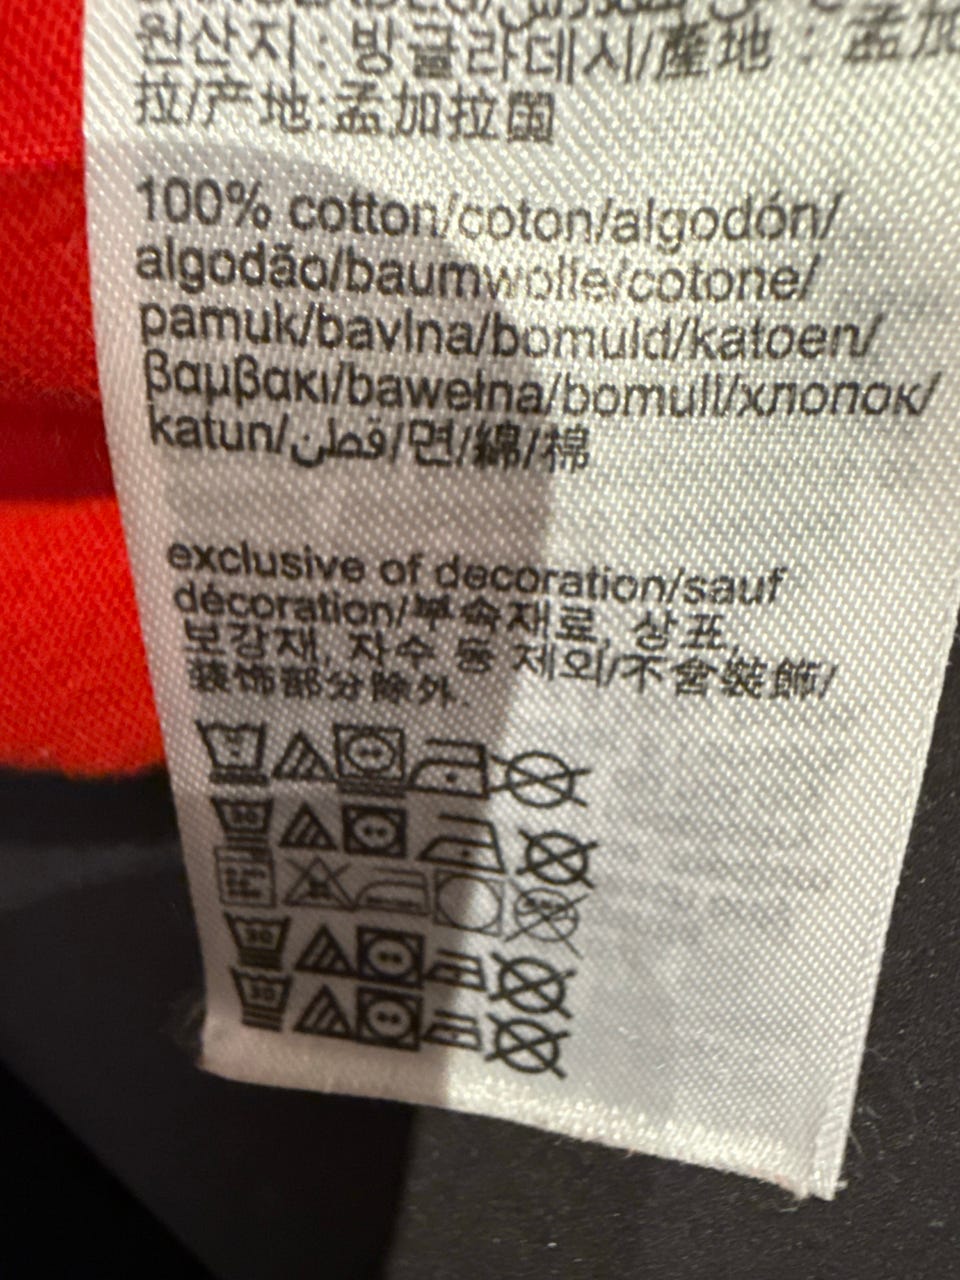 원산지 : 방글라데시/產地 : 孟加
拉/产地:孟加拉国
100% cotton/coton/algodón/
algodão/baumwolle/cotone/
pamuk/bavlna/bomuld/katoen/
βαμβακι/bawełna/bomull/хлопок/
katun/قطن/면/綿/棉
exclusive of decoration/sauf
décoration/부속재료, 상표,
보강재, 자수 등 제외/不含裝飾/
装饰部分除外.
30
30
30